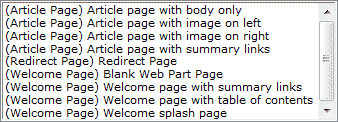 (Article Page) Article page with body only
(Article Page) Article page with image on left
(Article Page) Article page with image on right
(Article Page) Article page with summary links
(Redirect Page) Redirect Page
(Welcome Page) Blank Web Part Page
(Welcome Page) Welcome page with summary links
(Welcome Page) Welcome page with table of contents
(Welcome Page) Welcome splash page